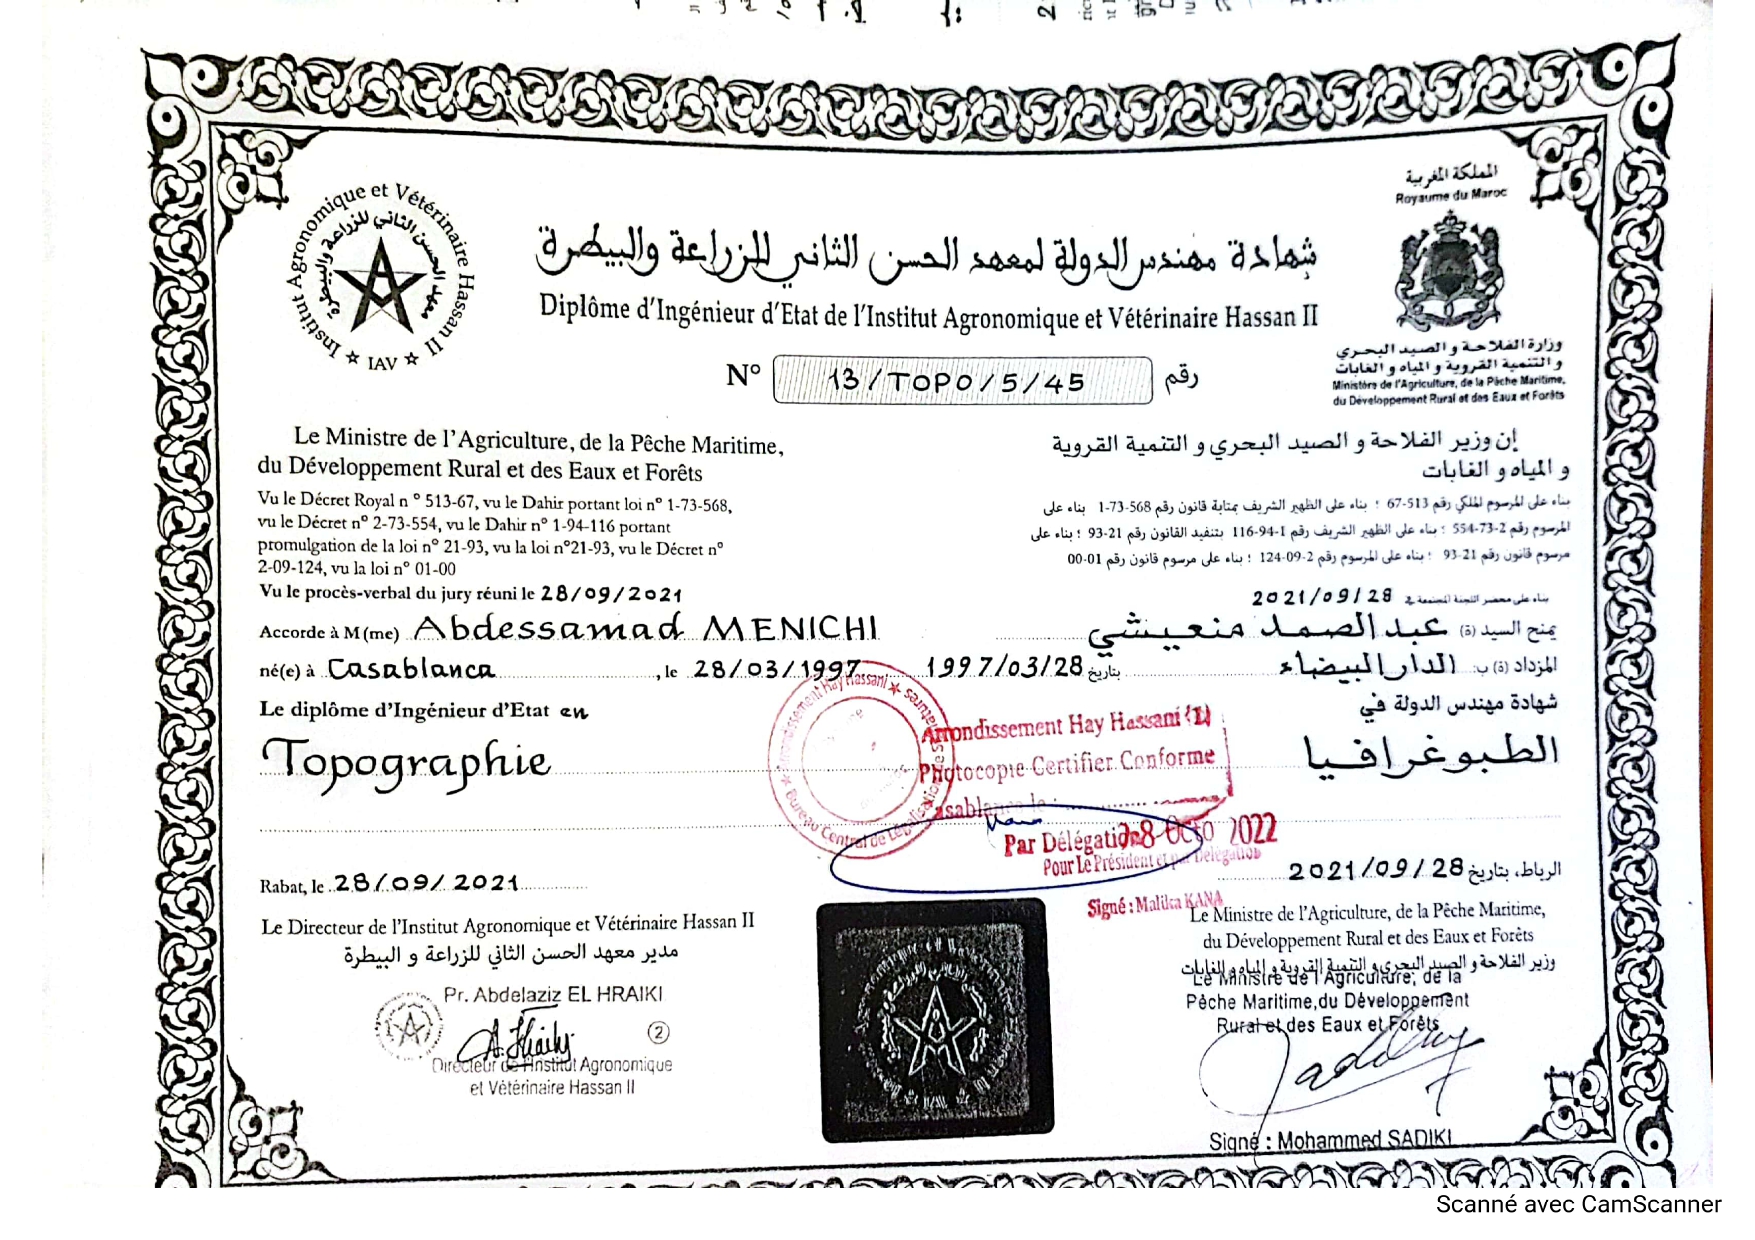 المملكة المغربية
Royaume du Maroc
Institut Agronomique et Vétérinaire Hassan II
معهد الحسن الثاني للزراعة والبيطرة
IAV
شهادة مهندس الدولة لمعهد الحسن الثاني للزراعة والبيطرة
Diplôme d'Ingénieur d'Etat de l'Institut Agronomique et Vétérinaire Hassan II
N° 13/TOPO/5/45 رقم
وزارة الفلاحة و الصيد البحري
و التنمية القروية و المياه و الغابات
Ministère de l'Agriculture, de la Pêche Maritime,
du Développement Rural et des Eaux et Forêts
Le Ministre de l'Agriculture, de la Pêche Maritime,
du Développement Rural et des Eaux et Forêts
Vu le Décret Royal n ° 513-67, vu le Dahir portant loi n° 1-73-568,
vu le Décret n° 2-73-554, vu le Dahir n° 1-94-116 portant
promulgation de la loi n° 21-93, vu la loi n°21-93, vu le Décret n°
2-09-124, vu la loi n° 01-00
Vu le procès-verbal du jury réuni le 28/09/2021
Accorde à M(me) Abdessamad MENICHI
né(e) à Casablanca, le 28/03/1997
Le diplôme d'Ingénieur d'Etat en
Topographie
إن وزير الفلاحة و الصيد البحري و التنمية القروية
و المياه و الغابات
بناء على المرسوم الملكي رقم 513-67 ؛ بناء على الظهير الشريف بمثابة قانون رقم 568-73-1 بناء على
المرسوم رقم 2-73-554 ؛ بناء على الظهير الشريف رقم 1-94-116 بتنفيد القانون رقم 21-93 ؛ بناء على
مرسوم قانون رقم 21-93 ؛ بناء على المرسوم رقم 2-09-124 ؛ بناء على مرسوم قانون رقم 01-00
بناء على محضر اللجنة المجتمعة في 2021/09/28
يمنح السيد (ة) عبد الصمد منعيشي
المزداد (ة) ب: الدار البيضاء بتاريخ 1997/03/28
شهادة مهندس الدولة في
الطبوغرافيا
Arrondissement Hay Hassani
Bureau Central de Légalisation
Arrondissement Hay Hassani (1)
Photocopie Certifier Conforme
Par Délégation
28 Octo 2022
Pour Le Président et par Délégation
Signé : Malika KANA
Rabat, le 28/09/2021
Le Directeur de l'Institut Agronomique et Vétérinaire Hassan II
مدير معهد الحسن الثاني للزراعة و البيطرة
Pr. Abdelaziz EL HRAIKI
2
Directeur de l'Institut Agronomique
et Vétérinaire Hassan II
الرباط، بتاريخ 2021/09/28
Le Ministre de l'Agriculture, de la Pêche Maritime,
du Développement Rural et des Eaux et Forêts
وزير الفلاحة و الصيد البحري و التنمية القروية و المياه و الغابات
Le Ministre de l'Agriculture, de la
Pêche Maritime,du Développement
Rural et des Eaux et Forêts
Signé : Mohammed SADIKI
Scanné avec CamScanner